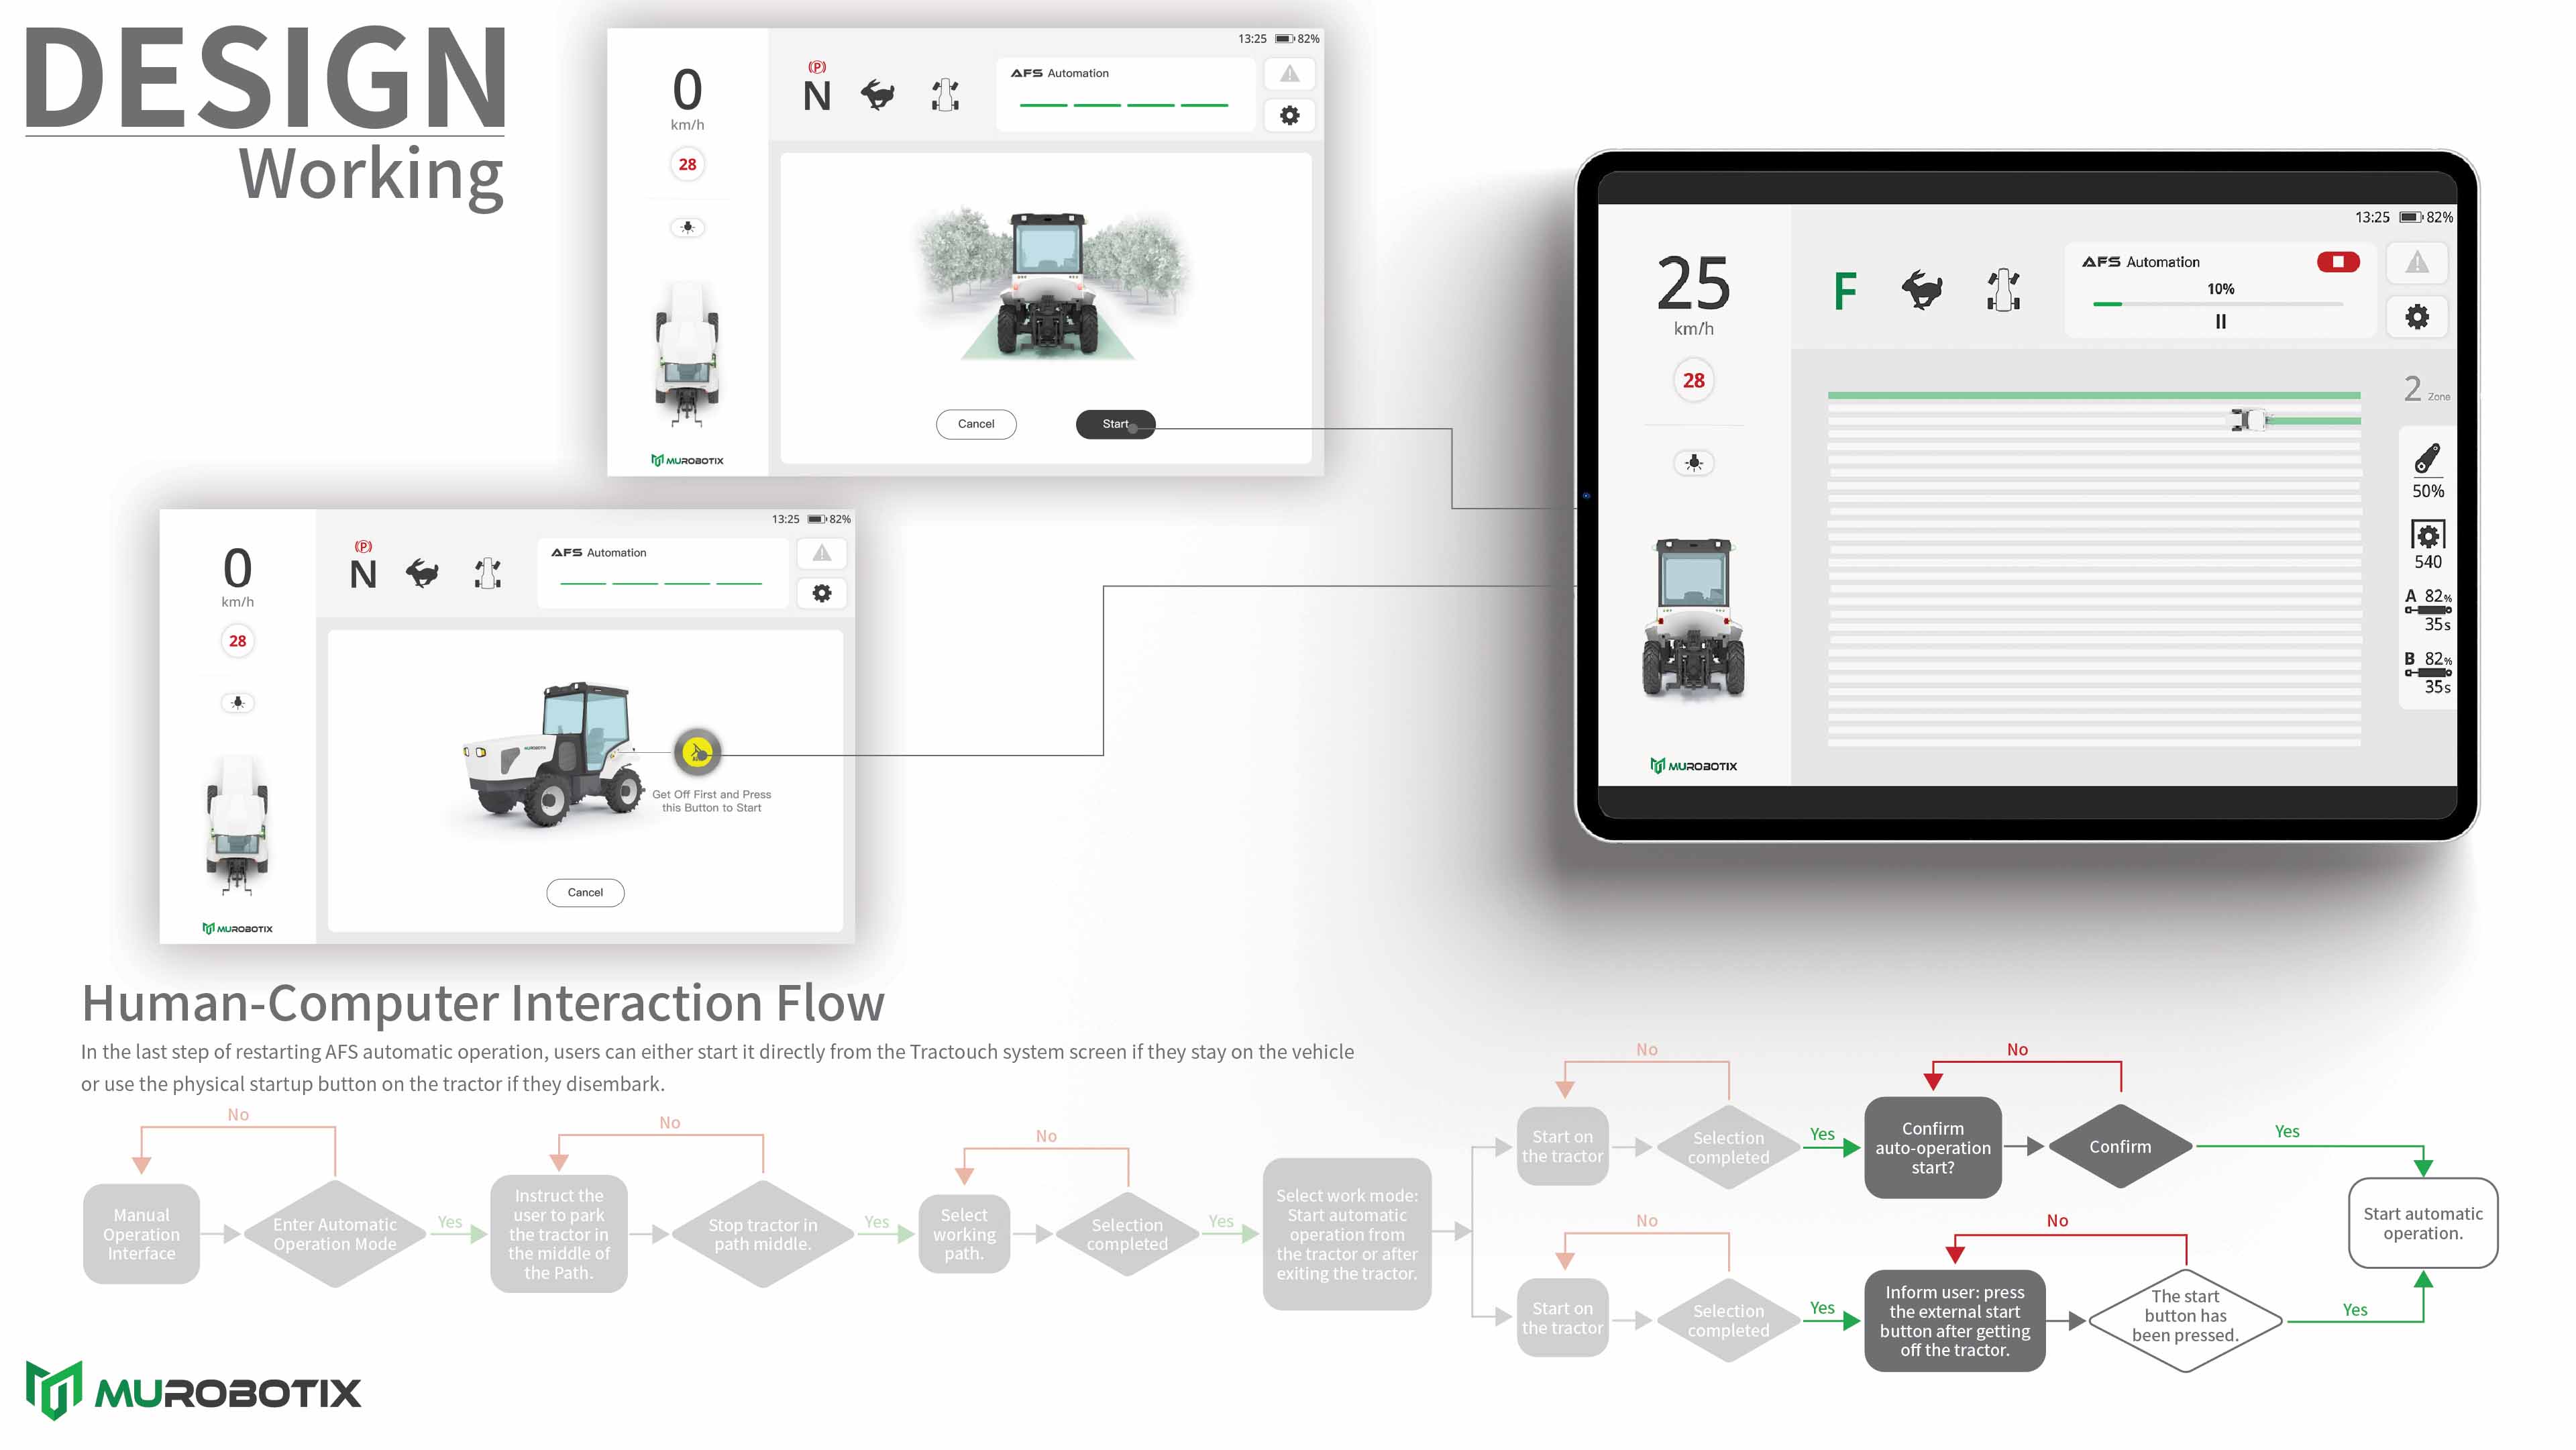 DESIGN
Working
13:25 82%
0
km/h
28
(P)
N
AFS Automation
Cancel
Start
MUROBOTIX
13:25 82%
0
km/h
28
(P)
N
AFS Automation
Get Off First and Press
this Button to Start
Cancel
MUROBOTIX
13:25 82%
25
km/h
28
F
AFS Automation
10%
2 Zone
50%
540
A 82%
35s
B 82%
35s
MUROBOTIX
Human-Computer Interaction Flow
In the last step of restarting AFS automatic operation, users can either start it directly from the Tractouch system screen if they stay on the vehicle
or use the physical startup button on the tractor if they disembark.
No
Manual
Operation
Interface
Enter Automatic
Operation Mode
Yes
No
Instruct the
user to park
the tractor in
the middle of
the Path.
Stop tractor in
path middle.
Yes
No
Select
working
path.
Selection
completed
Yes
Select work mode:
Start automatic
operation from
the tractor or after
exiting the tractor.
No
Start on
the tractor
Selection
completed
Yes
No
Confirm
auto-operation
start?
Confirm
Yes
No
Start on
the tractor
Selection
completed
Yes
No
Inform user: press
the external start
button after getting
off the tractor.
The start
button has
been pressed.
Yes
Start automatic
operation.
MUROBOTIX